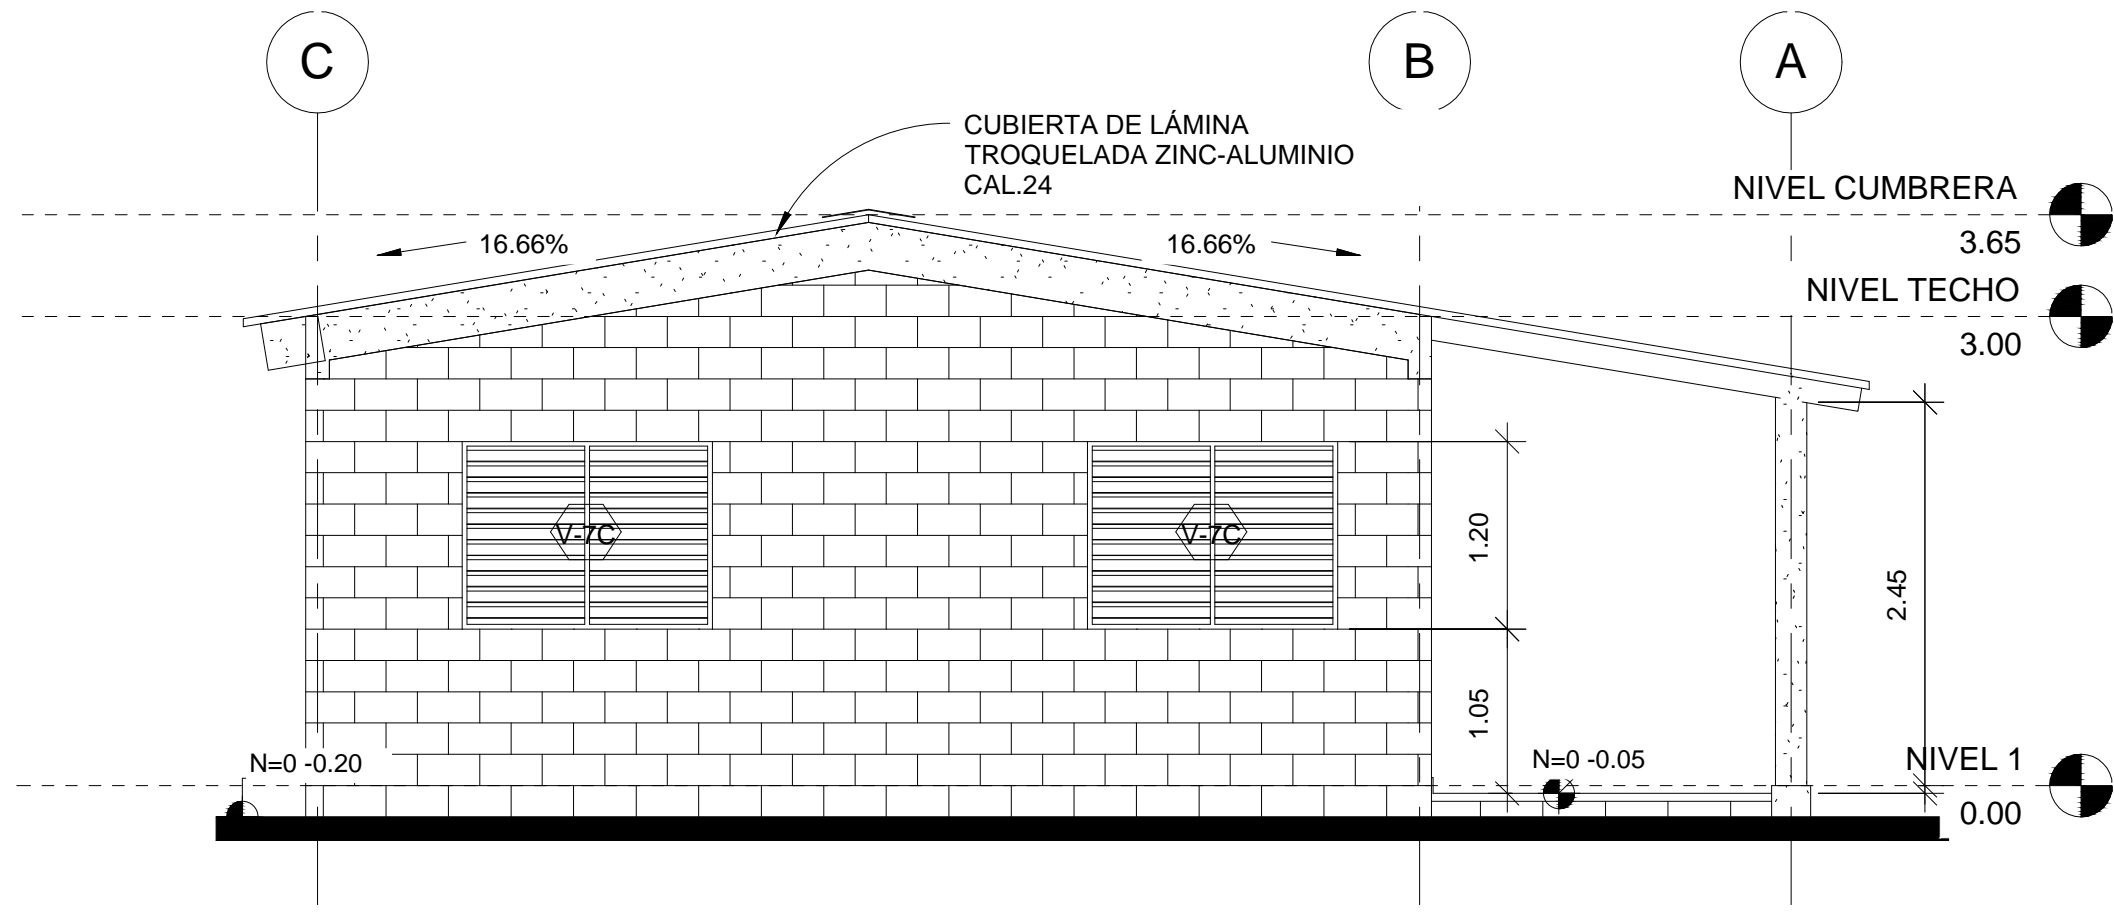 C
B
A
CUBIERTA DE LÁMINA
TROQUELADA ZINC-ALUMINIO
CAL.24
NIVEL CUMBRERA
3.65
16.66%
16.66%
NIVEL TECHO
3.00
V-7C
V-7C
1.20
2.45
1.05
N=0 -0.20
N=0 -0.05
NIVEL 1
0.00